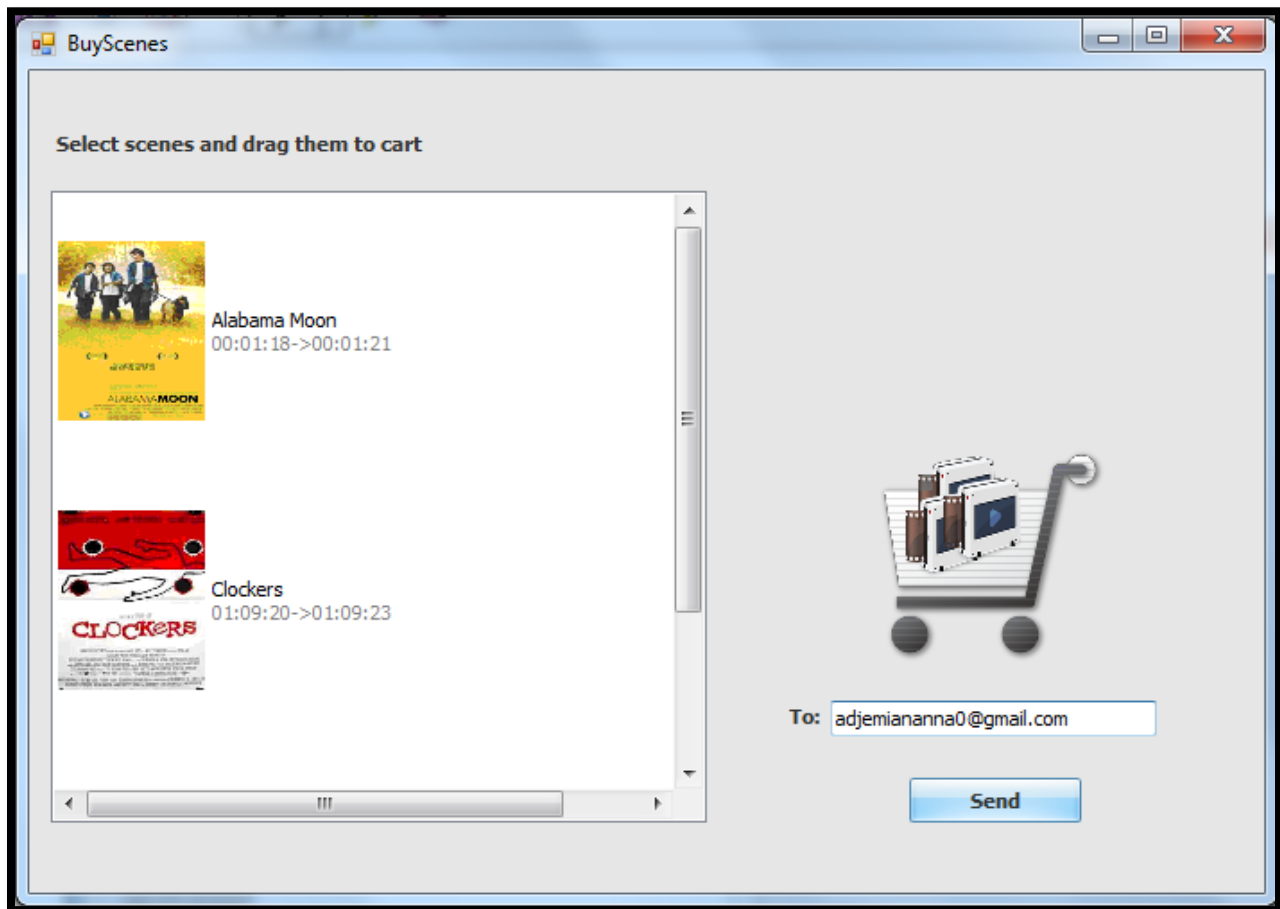 BuyScenes
Select scenes and drag them to cart
ALABAMA MOON
Alabama Moon
00:01:18->00:01:21
CLOCKERS
Clockers
01:09:20->01:09:23
To: adjemiananna0@gmail.com
Send